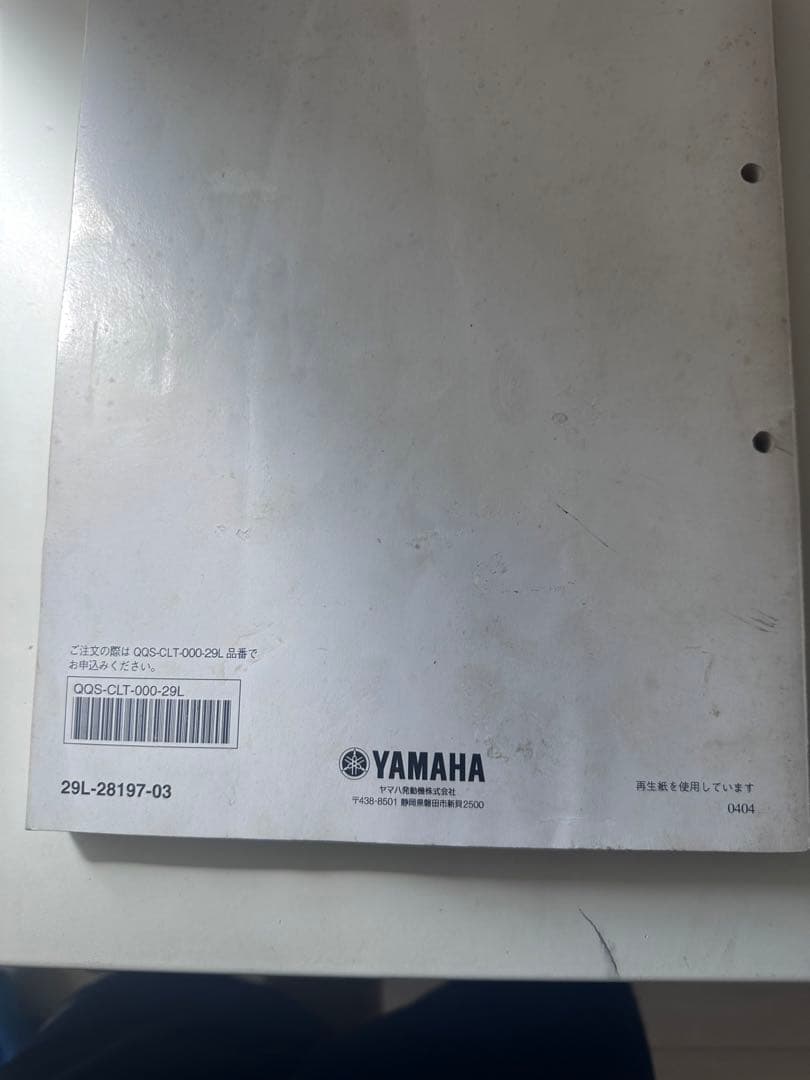 ご注文の際は QQS-CLT-000-29L 品番で
お申込みください。
QQS-CLT-000-29L
29L-28197-03
YAMAHA
ヤマハ発動機株式会社
〒438-8501 静岡県磐田市新貝2500
再生紙を使用しています
0404